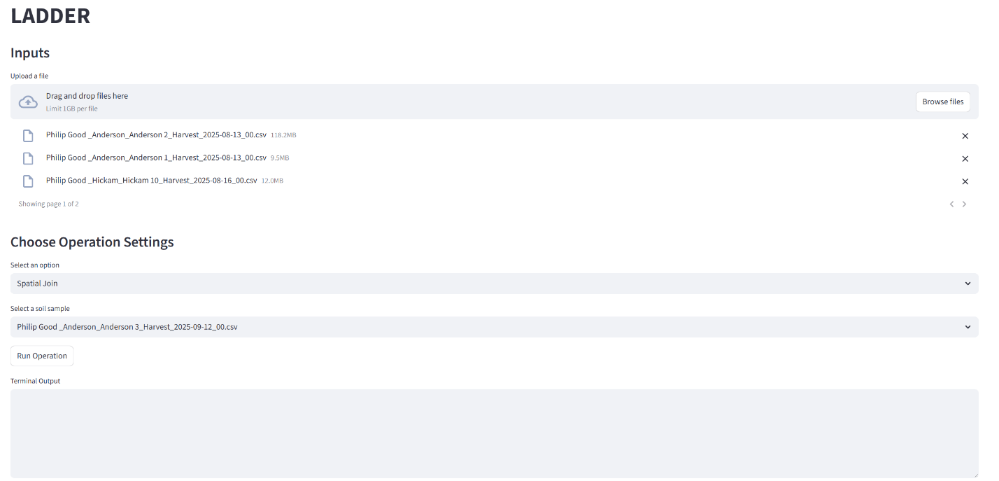 LADDER
Inputs
Upload a file
Drag and drop files here
Limit 1GB per file
Browse files
Philip Good _Anderson_Anderson 2_Harvest_2025-08-13_00.csv 118.2MB
Philip Good _Anderson_Anderson 1_Harvest_2025-08-13_00.csv 9.5MB
Philip Good _Hickam_Hickam 10_Harvest_2025-08-16_00.csv 12.0MB
Showing page 1 of 2
Choose Operation Settings
Select an option
Spatial Join
Select a soil sample
Philip Good _Anderson_Anderson 3_Harvest_2025-09-12_00.csv
Run Operation
Terminal Output